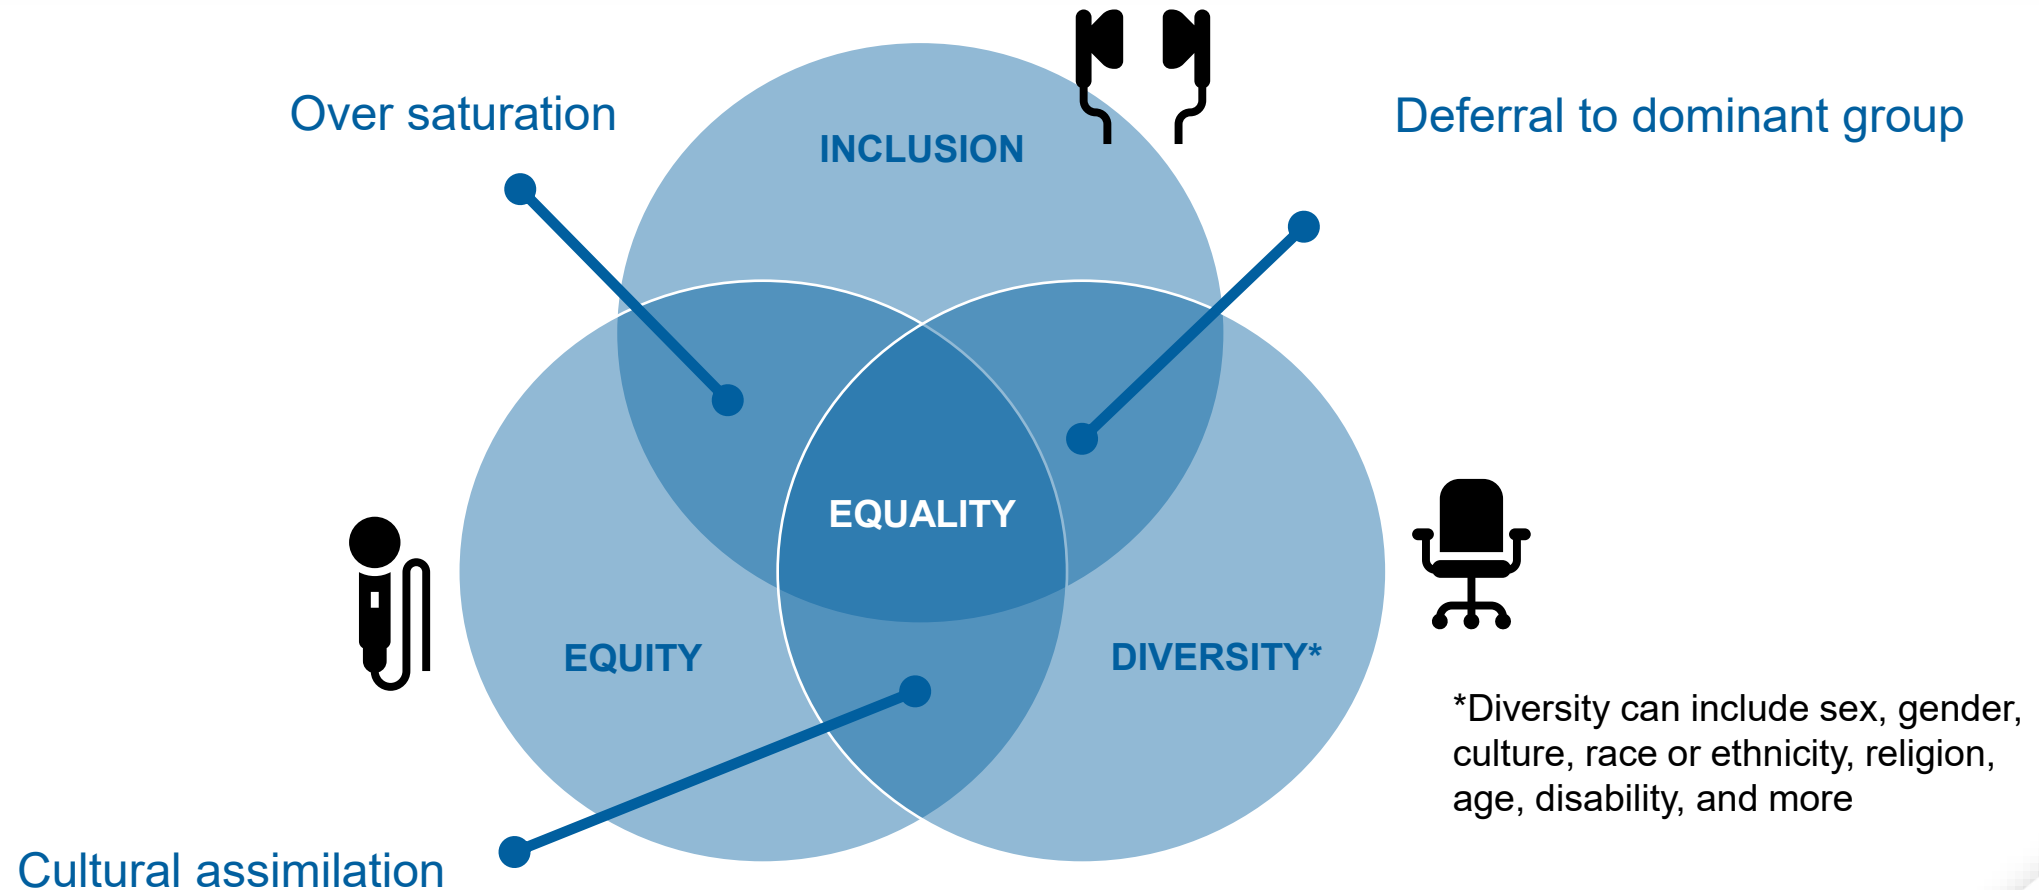 Over saturation
Deferral to dominant group
INCLUSION
EQUALITY
EQUITY
DIVERSITY*
*Diversity can include sex, gender,
culture, race or ethnicity, religion,
age, disability, and more
Cultural assimilation